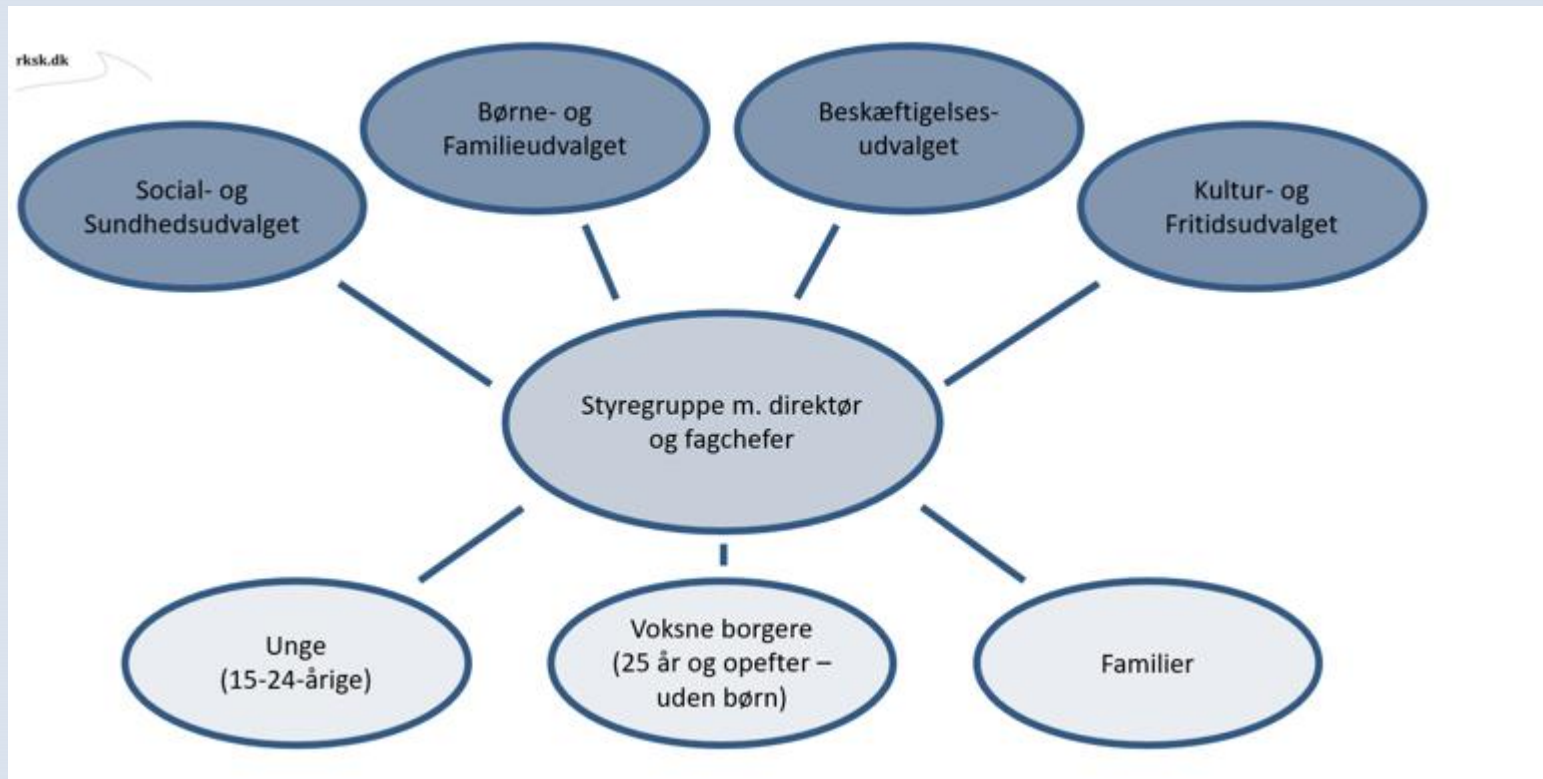 rksk.dk
Social- og
Sundhedsudvalget
Børne- og
Familieudvalget
Beskæftigelses-
udvalget
Kultur- og
Fritidsudvalget
Styregruppe m. direktør
og fagchefer
Unge
(15-24-årige)
Voksne borgere
(25 år og opefter –
uden børn)
Familier